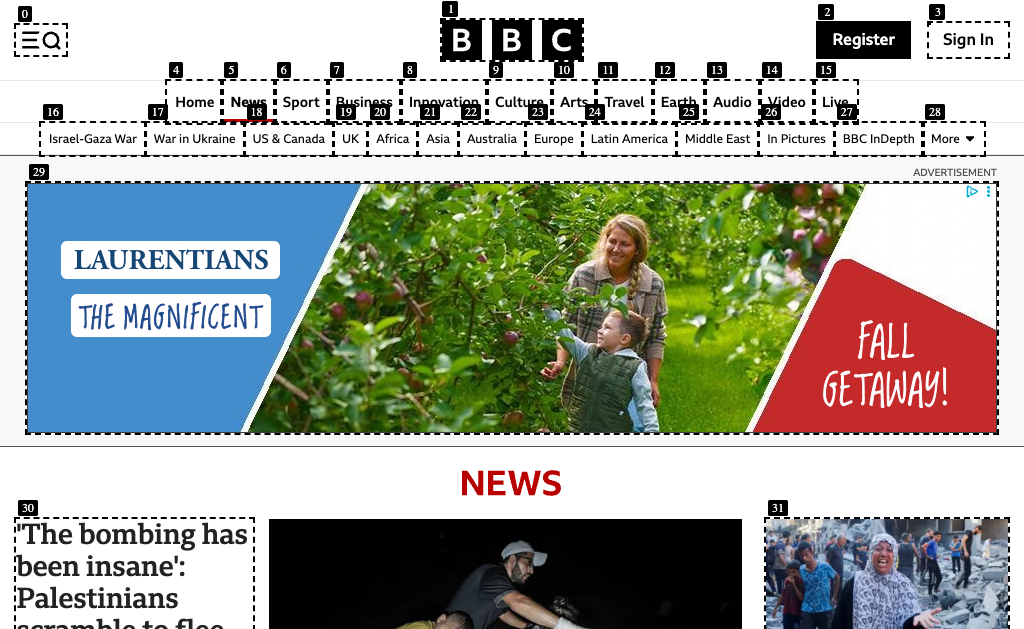 0
1
2
3
BBC
Register
Sign In
4
5
6
7
8
9
10
11
12
13
14
15
Home
News
Sport
Business
Innovation
Culture
Arts
Travel
Earth
Audio
Video
Live
16
17
18
19
20
21
22
23
24
25
26
27
28
Israel-Gaza War
War in Ukraine
US & Canada
UK
Africa
Asia
Australia
Europe
Latin America
Middle East
In Pictures
BBC InDepth
More
29
ADVERTISEMENT
LAURENTIANS
THE MAGNIFICENT
FALL
GETAWAY!
NEWS
30
31
'The bombing has
been insane':
Palestinians
scramble to flee